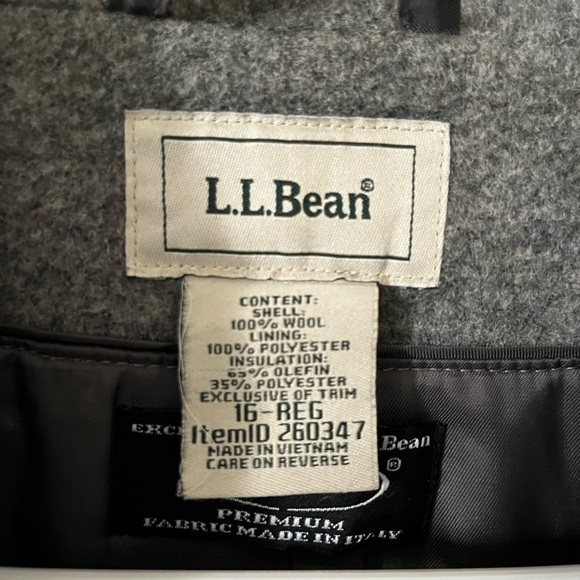 L.L.Bean®
CONTENT:
SHELL:
100% WOOL
LINING:
100% POLYESTER
INSULATION:
65% OLEFIN
35% POLYESTER
EXCLUSIVE OF TRIM
16-REG
ItemID 260347
MADE IN VIETNAM
CARE ON REVERSE
Bean
®
PREMIUM
FABRIC MADE IN ITALY